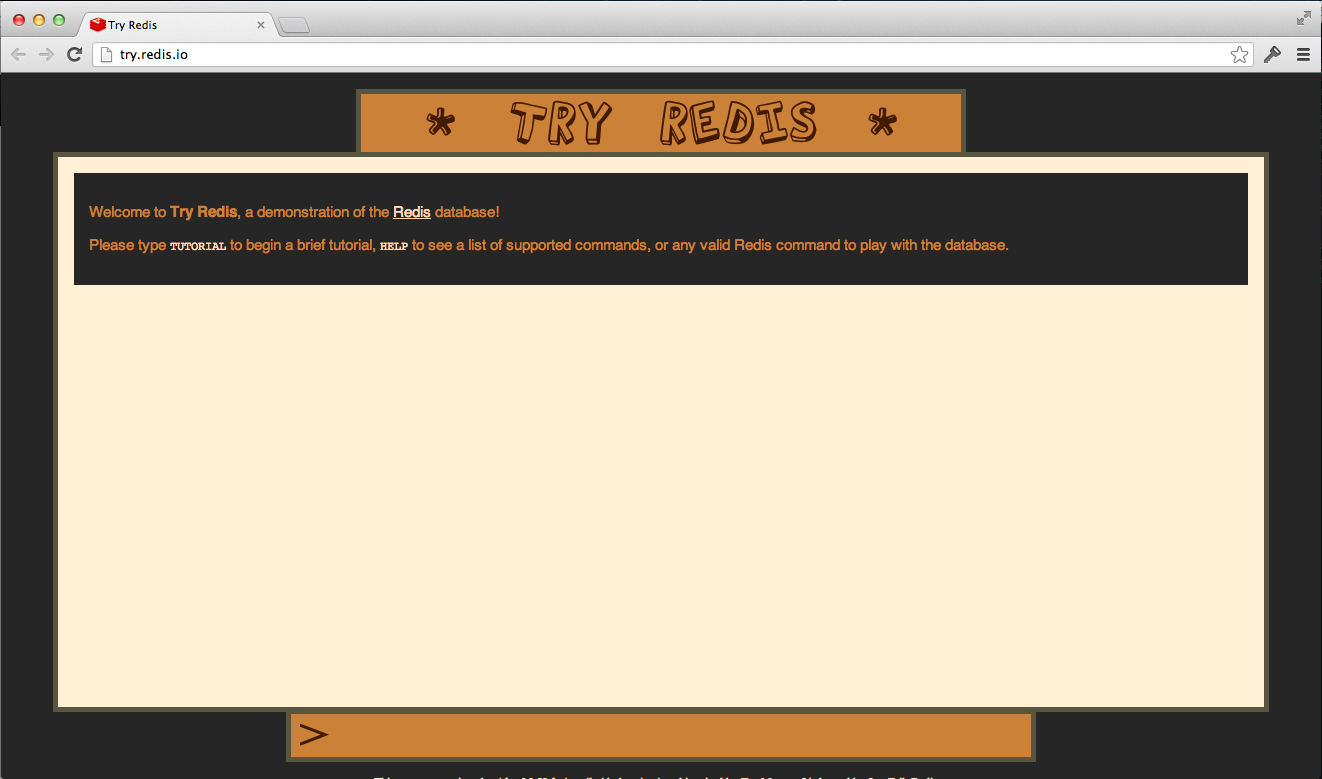 Try Redis
try.redis.io
* TRY REDIS *
Welcome to Try Redis, a demonstration of the Redis database!
Please type TUTORIAL to begin a brief tutorial, HELP to see a list of supported commands, or any valid Redis command to play with the database.
>